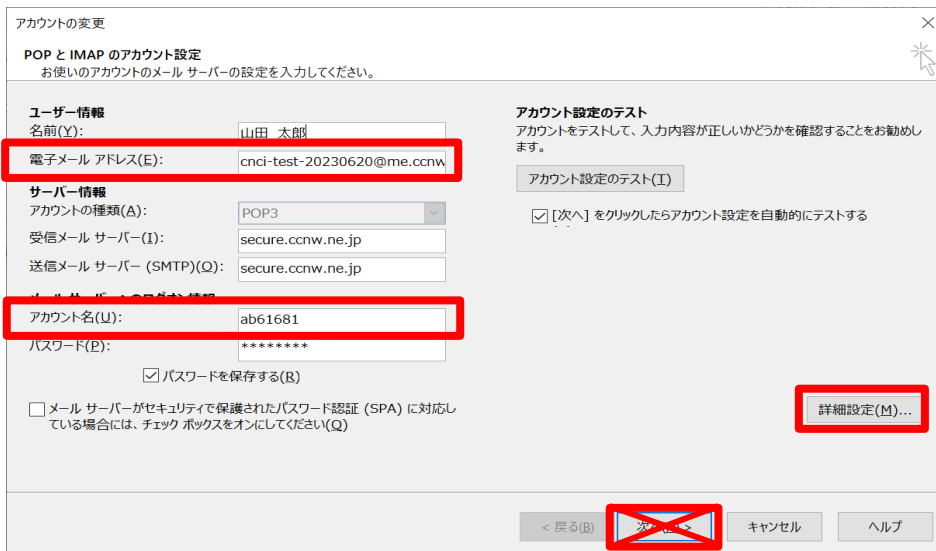 アカウントの変更
POP と IMAP のアカウント設定
お使いのアカウントのメール サーバーの設定を入力してください。
ユーザー情報
名前(Y):
山田 太郎
電子メール アドレス(E):
cnci-test-20230620@me.ccnw
サーバー情報
アカウントの種類(A):
POP3
受信メール サーバー(I):
secure.ccnw.ne.jp
送信メール サーバー (SMTP)(O):
secure.ccnw.ne.jp
アカウント名(U):
ab61681
パスワード(P):
********
パスワードを保存する(R)
メール サーバーがセキュリティで保護されたパスワード認証 (SPA) に対応し
ている場合には、チェック ボックスをオンにしてください(Q)
アカウント設定のテスト
アカウントをテストして、入力内容が正しいかどうかを確認することをお勧めし
ます。
アカウント設定のテスト(T)
[次へ] をクリックしたらアカウント設定を自動的にテストする
詳細設定(M)...
< 戻る(B)
キャンセル
ヘルプ